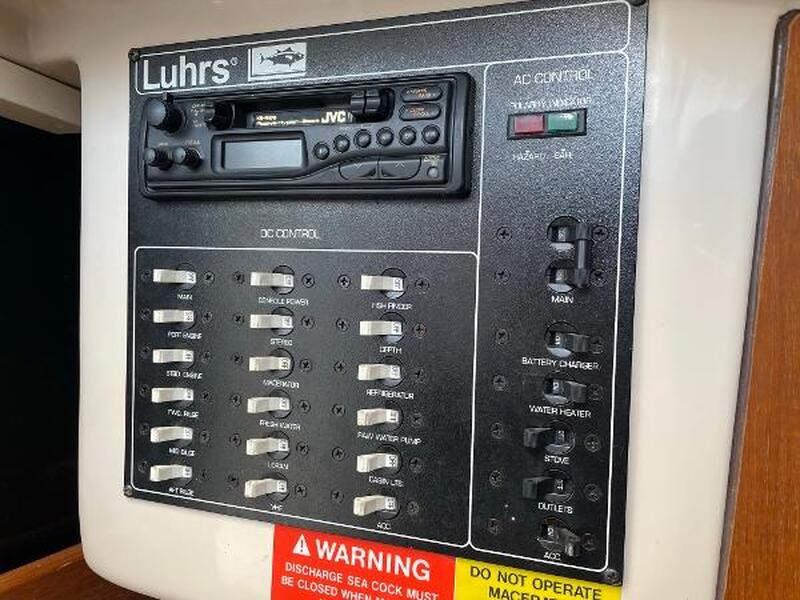 Luhrs®
JVC
AC CONTROL
POLARITY INDICATOR
HAZARD SAFE
DC CONTROL
MAIN
PORT ENGINE
STBD. ENGINE
FWD. BILGE
MID BILGE
AFT BILGE
CONSOLE POWER
STEREO
MACERATOR
FRESH WATER
LORAN
VHF
FISH FINDER
DEPTH
REFRIGERATOR
RAW WATER PUMP
CABIN LTS.
ACC
MAIN
BATTERY CHARGER
WATER HEATER
STOVE
OUTLETS
ACC
WARNING
DISCHARGE SEA COCK MUST
BE CLOSED WHEN
DO NOT OPERATE